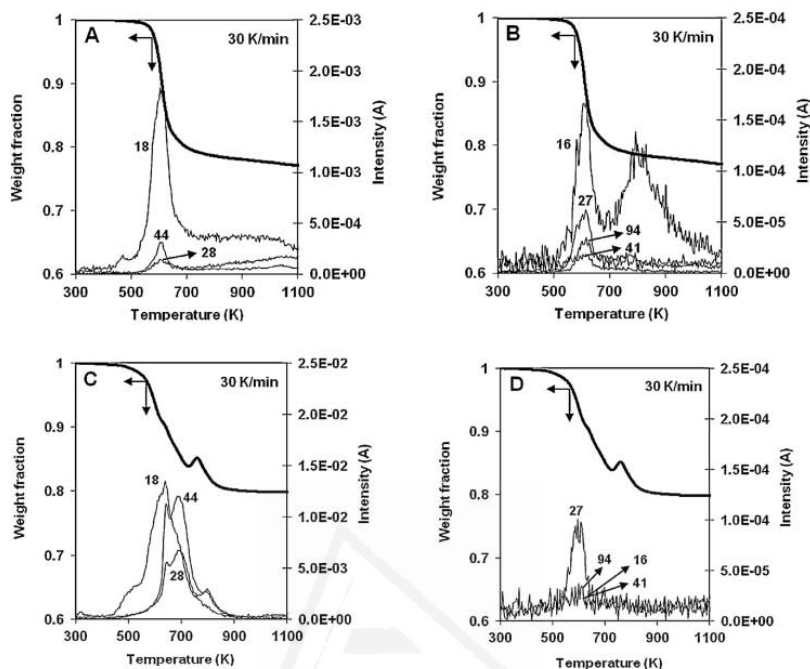 A
30 K/min
Weight fraction
Intensity (A)
Temperature (K)
1
0.9
0.8
0.7
0.6
2.5E-03
2.0E-03
1.5E-03
1.0E-03
5.0E-04
0.0E+00
300 500 700 900 1100
18
44
28
B
30 K/min
Weight fraction
Intensity (A)
Temperature (K)
1
0.9
0.8
0.7
0.6
2.5E-04
2.0E-04
1.5E-04
1.0E-04
5.0E-05
0.0E+00
300 500 700 900 1100
16
27
94
41
C
30 K/min
Weight fraction
Intensity (A)
Temperature (K)
1
0.9
0.8
0.7
0.6
2.5E-02
2.0E-02
1.5E-02
1.0E-02
5.0E-03
0.0E+00
300 500 700 900 1100
18
44
28
D
30 K/min
Weight fraction
Intensity (A)
Temperature (K)
1
0.9
0.8
0.7
0.6
2.5E-04
2.0E-04
1.5E-04
1.0E-04
5.0E-05
0.0E+00
300 500 700 900 1100
27
94
16
41